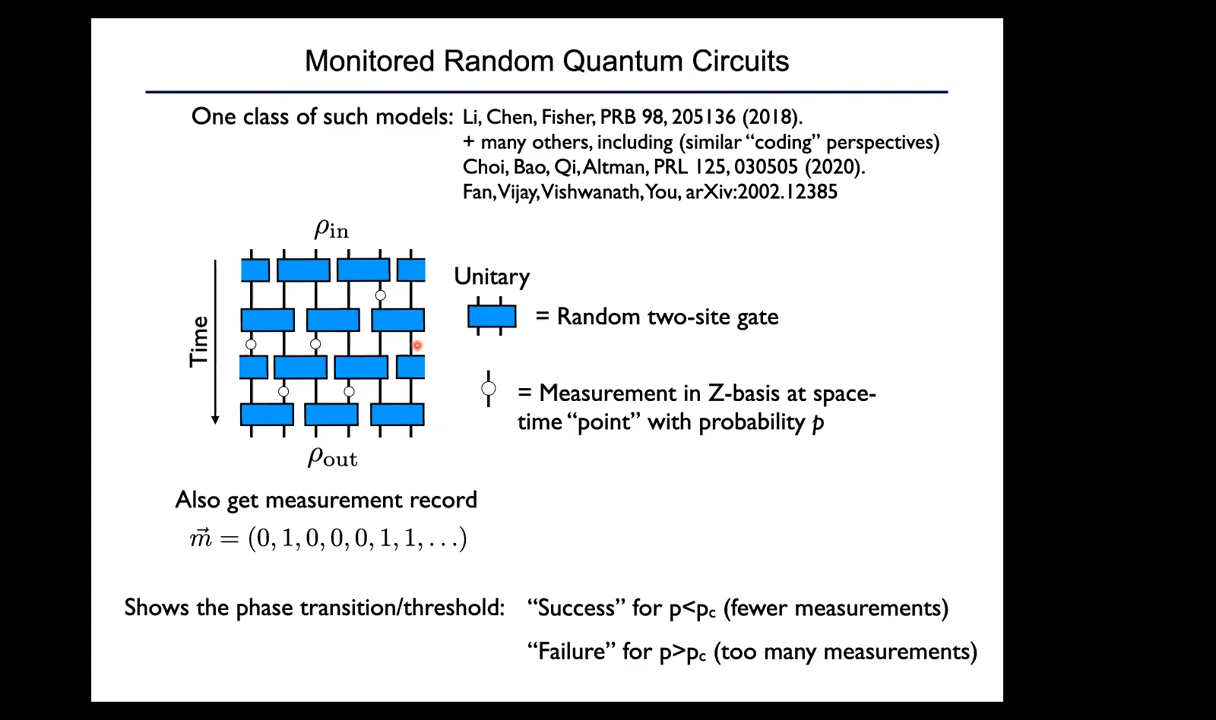 Monitored Random Quantum Circuits
One class of such models: Li, Chen, Fisher, PRB 98, 205136 (2018).
+ many others, including (similar “coding” perspectives)
Choi, Bao, Qi, Altman, PRL 125, 030505 (2020).
Fan, Vijay, Vishwanath, You, arXiv:2002.12385
ρin
Time
Unitary
= Random two-site gate
= Measurement in Z-basis at space-
time “point” with probability p
ρout
Also get measurement record
m⃗ = (0, 1, 0, 0, 0, 1, 1, . . .)
Shows the phase transition/threshold: “Success” for p<pc (fewer measurements)
“Failure” for p>pc (too many measurements)